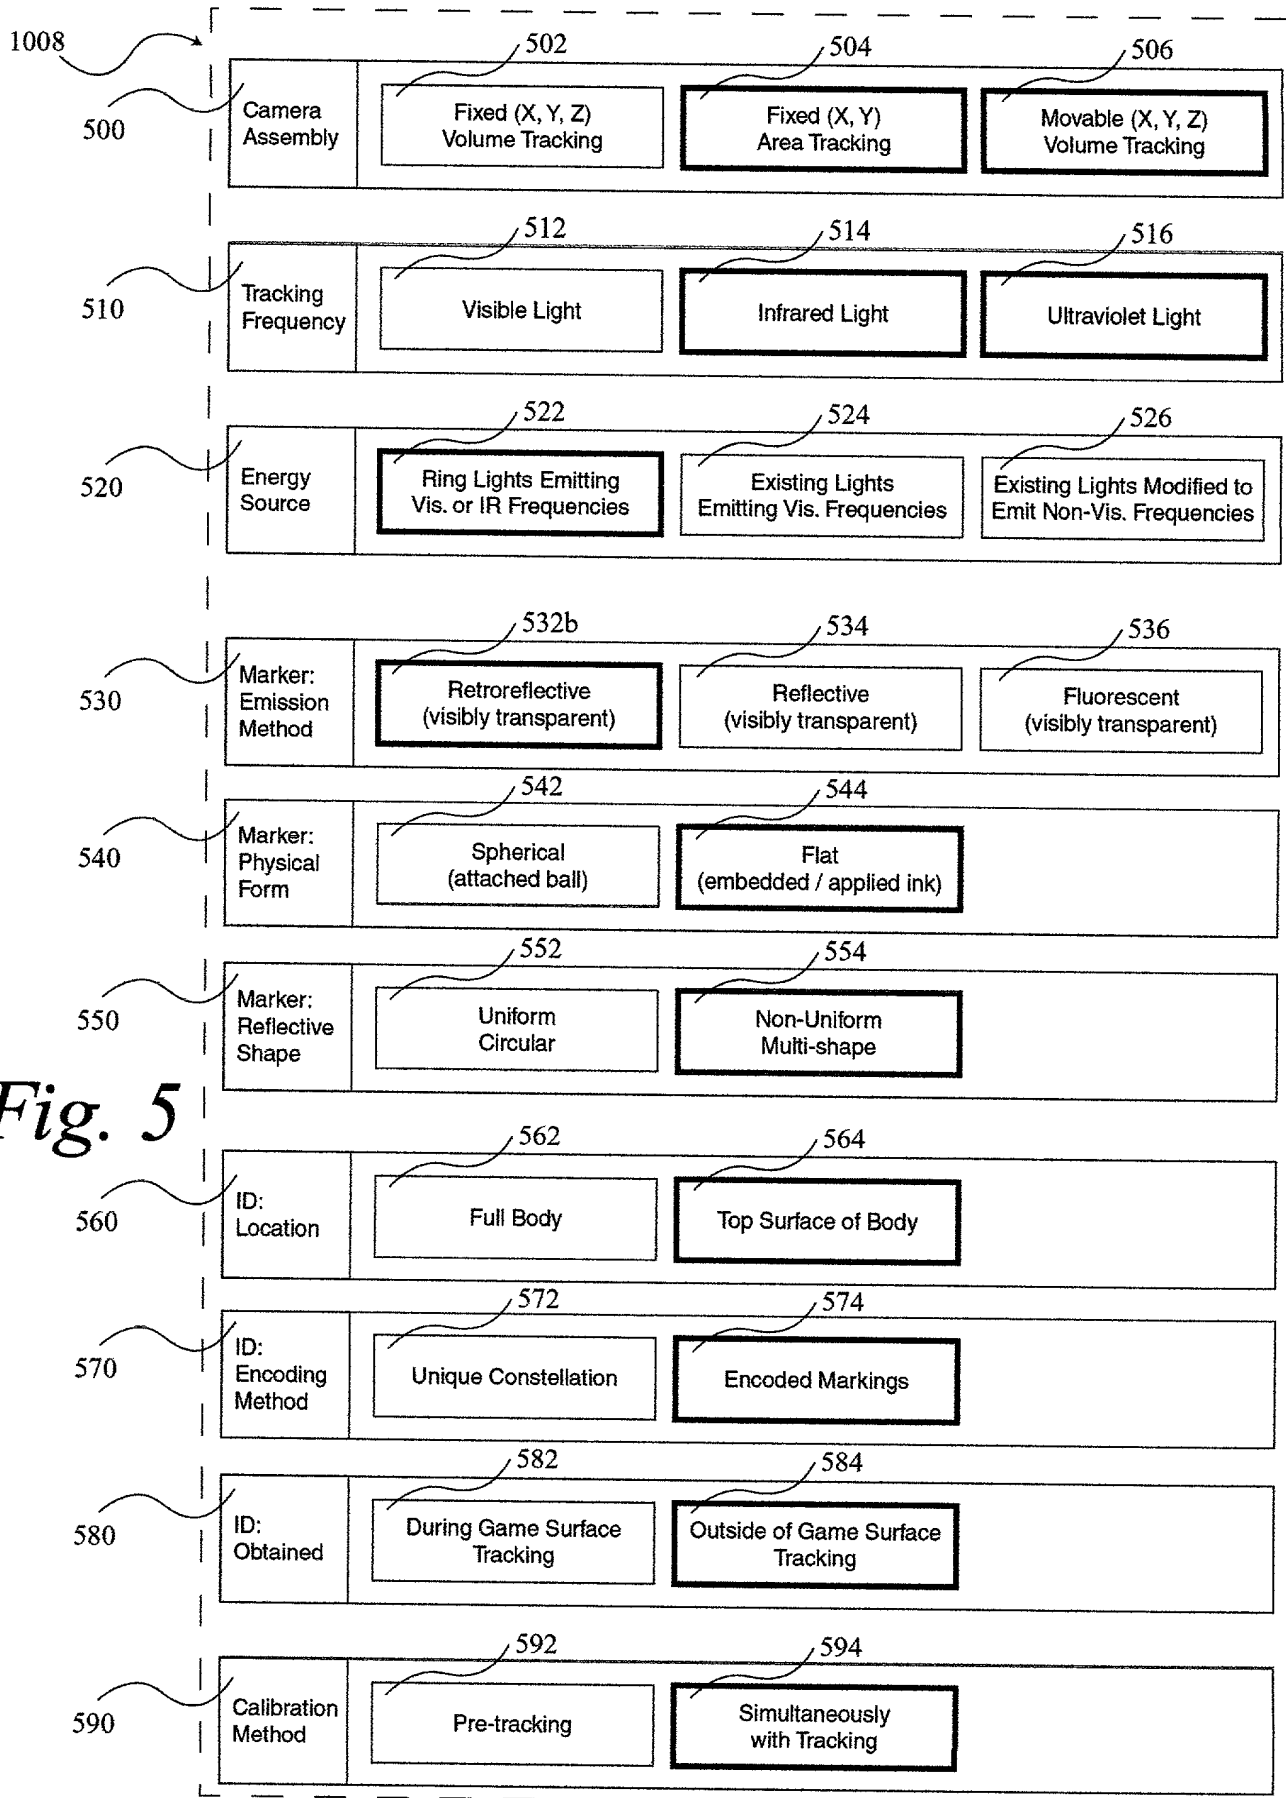 1008
502
504
506
500
Camera
Assembly
Fixed (X, Y, Z)
Volume Tracking
Fixed (X, Y)
Area Tracking
Movable (X, Y, Z)
Volume Tracking
512
514
516
510
Tracking
Frequency
Visible Light
Infrared Light
Ultraviolet Light
522
524
526
520
Energy
Source
Ring Lights Emitting
Vis. or IR Frequencies
Existing Lights
Emitting Vis. Frequencies
Existing Lights Modified to
Emit Non-Vis. Frequencies
532b
534
536
530
Marker:
Emission
Method
Retroreflective
(visibly transparent)
Reflective
(visibly transparent)
Fluorescent
(visibly transparent)
542
544
540
Marker:
Physical
Form
Spherical
(attached ball)
Flat
(embedded / applied ink)
552
554
550
Marker:
Reflective
Shape
Uniform
Circular
Non-Uniform
Multi-shape
Fig. 5
562
564
560
ID:
Location
Full Body
Top Surface of Body
572
574
570
ID:
Encoding
Method
Unique Constellation
Encoded Markings
582
584
580
ID:
Obtained
During Game Surface
Tracking
Outside of Game Surface
Tracking
592
594
590
Calibration
Method
Pre-tracking
Simultaneously
with Tracking